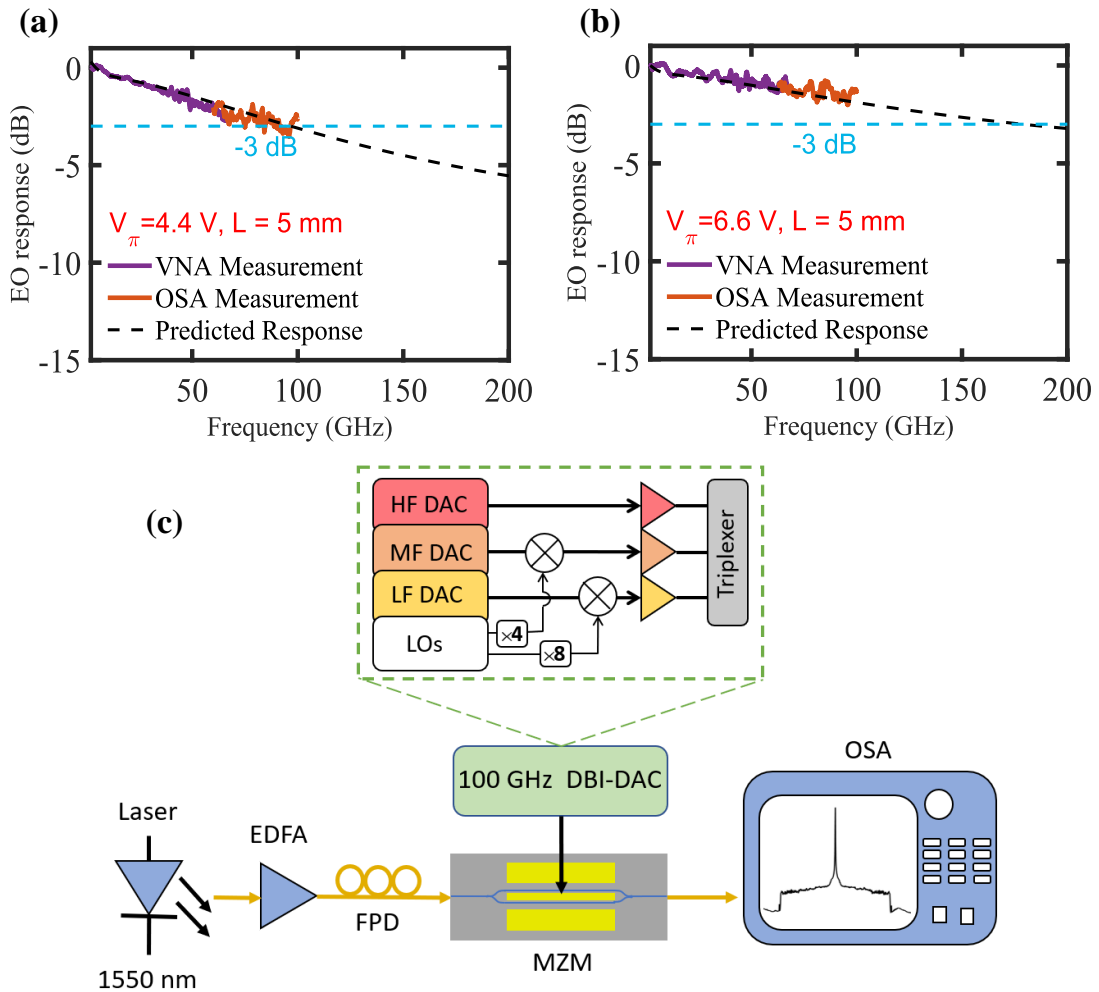 (a)
0
-5
-10
-15
EO response (dB)
-3 dB
V_π=4.4 V, L = 5 mm
VNA Measurement
OSA Measurement
Predicted Response
50
100
150
200
Frequency (GHz)
(b)
0
-5
-10
-15
EO response (dB)
-3 dB
V_π=6.6 V, L = 5 mm
VNA Measurement
OSA Measurement
Predicted Response
50
100
150
200
Frequency (GHz)
(c)
HF DAC
MF DAC
LF DAC
LOs
×4
×8
Triplexer
100 GHz DBI-DAC
Laser
1550 nm
EDFA
FPD
MZM
OSA